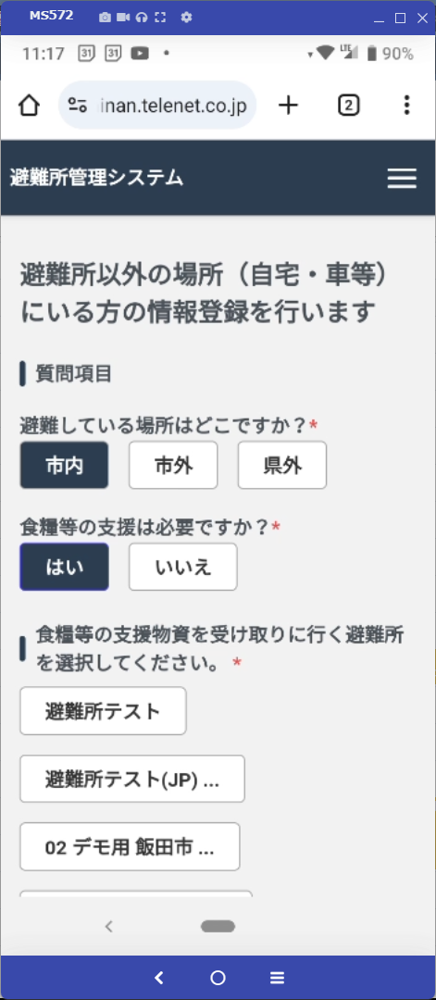 MS572
11:17 31 31 LTE 90%
inan.telenet.co.jp 2
避難所管理システム
避難所以外の場所（自宅・車等）
にいる方の情報登録を行います
質問項目
避難している場所はどこですか？*
市内 市外 県外
食糧等の支援は必要ですか？*
はい いいえ
食糧等の支援物資を受け取りに行く避難所
を選択してください。 *
避難所テスト
避難所テスト(JP) ...
02 デモ用 飯田市 ...